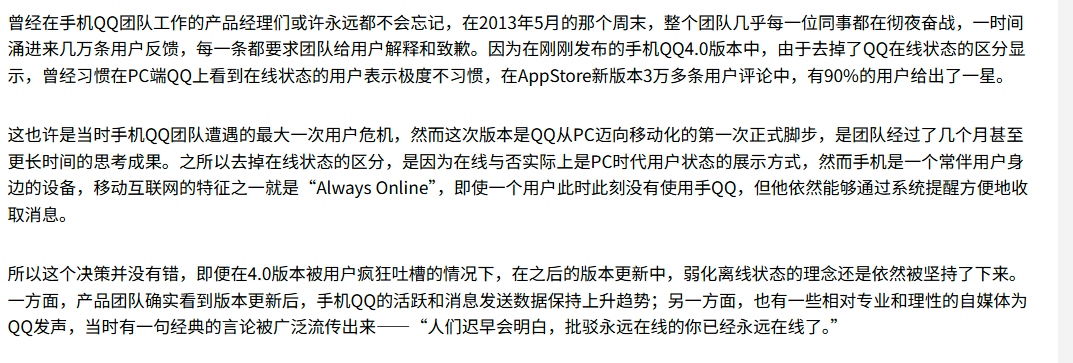 曾经在手机QQ团队工作的产品经理们或许永远都不会忘记，在2013年5月的那个周末，整个团队几乎每一位同事都在彻夜奋战，一时间
涌进来几万条用户反馈，每一条都要求团队给用户解释和致歉。因为在刚刚发布的手机QQ4.0版本中，由于去掉了QQ在线状态的区分显
示，曾经习惯在PC端QQ上看到在线状态的用户表示极度不习惯，在AppStore新版本3万多条用户评论中，有90%的用户给出了一星。
这也许是当时手机QQ团队遭遇的最大一次用户危机，然而这次版本是QQ从PC迈向移动化的第一次正式脚步，是团队经过了几个月甚至
更长时间的思考成果。之所以去掉在线状态的区分，是因为在线与否实际上是PC时代用户状态的展示方式，然而手机是一个常伴用户身
边的设备，移动互联网的特征之一就是“Always Online”，即使一个用户此时此刻没有使用手QQ，但他依然能够通过系统提醒方便地收
取消息。
所以这个决策并没有错，即便在4.0版本被用户疯狂吐槽的情况下，在之后的版本更新中，弱化离线状态的理念还是依然被坚持了下来。
一方面，产品团队确实看到版本更新后，手机QQ的活跃和消息发送数据保持上升趋势；另一方面，也有一些相对专业和理性的自媒体为
QQ发声，当时有一句经典的言论被广泛流传出来——“人们迟早会明白，批驳永远在线的你已经永远在线了。”